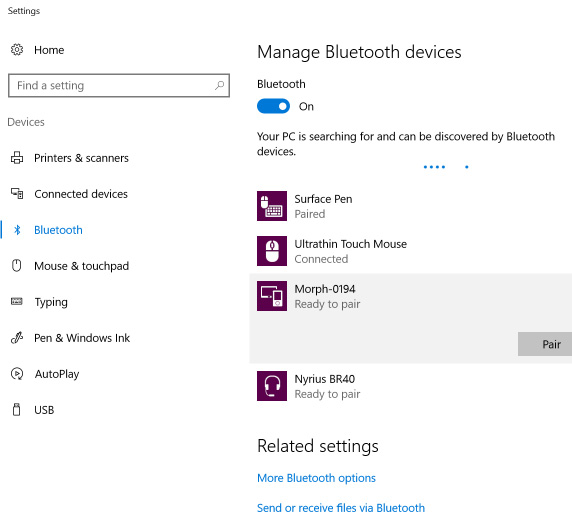 Settings
Home
Find a setting
Devices
Printers & scanners
Connected devices
Bluetooth
Mouse & touchpad
Typing
Pen & Windows Ink
AutoPlay
USB
Manage Bluetooth devices
Bluetooth
On
Your PC is searching for and can be discovered by Bluetooth
devices.
Surface Pen
Paired
Ultrathin Touch Mouse
Connected
Morph-0194
Ready to pair
Pair
Nyrius BR40
Ready to pair
Related settings
More Bluetooth options
Send or receive files via Bluetooth